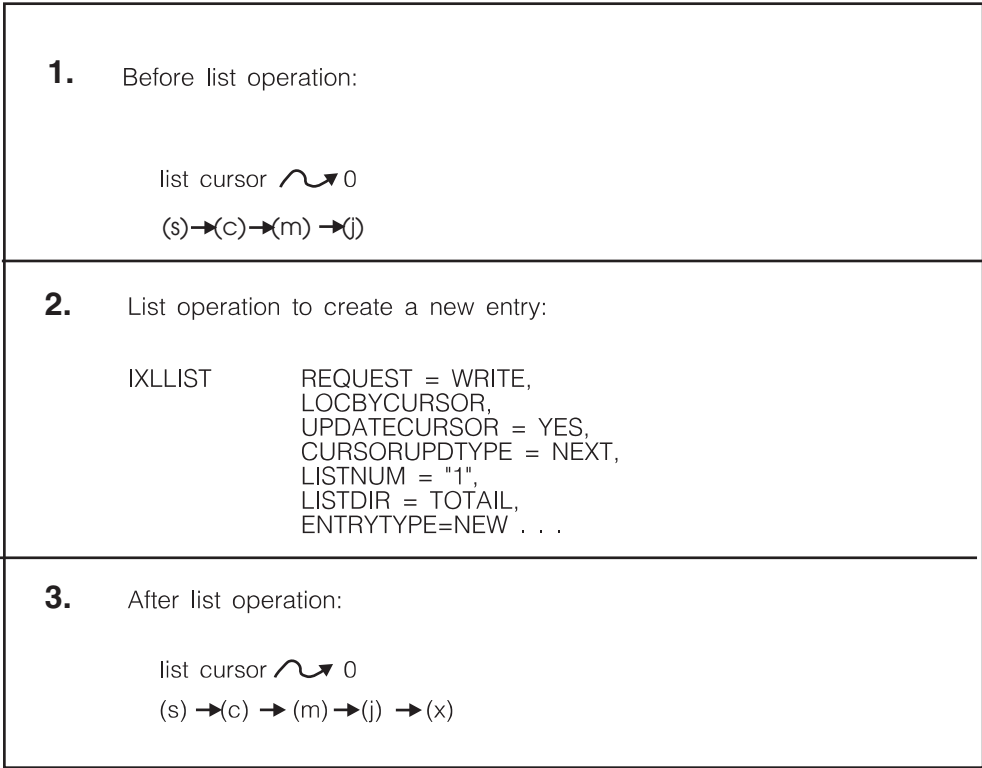 1. Before list operation:
list cursor 0
(s)→(c)→(m)→(j)
2. List operation to create a new entry:
IXLLIST REQUEST = WRITE,
LOCBYCURSOR,
UPDATECURSOR = YES,
CURSORUPDTYPE = NEXT,
LISTNUM = "1",
LISTDIR = TOTAIL,
ENTRYTYPE=NEW . . .
3. After list operation:
list cursor 0
(s) →(c) → (m)→(j) →(x)